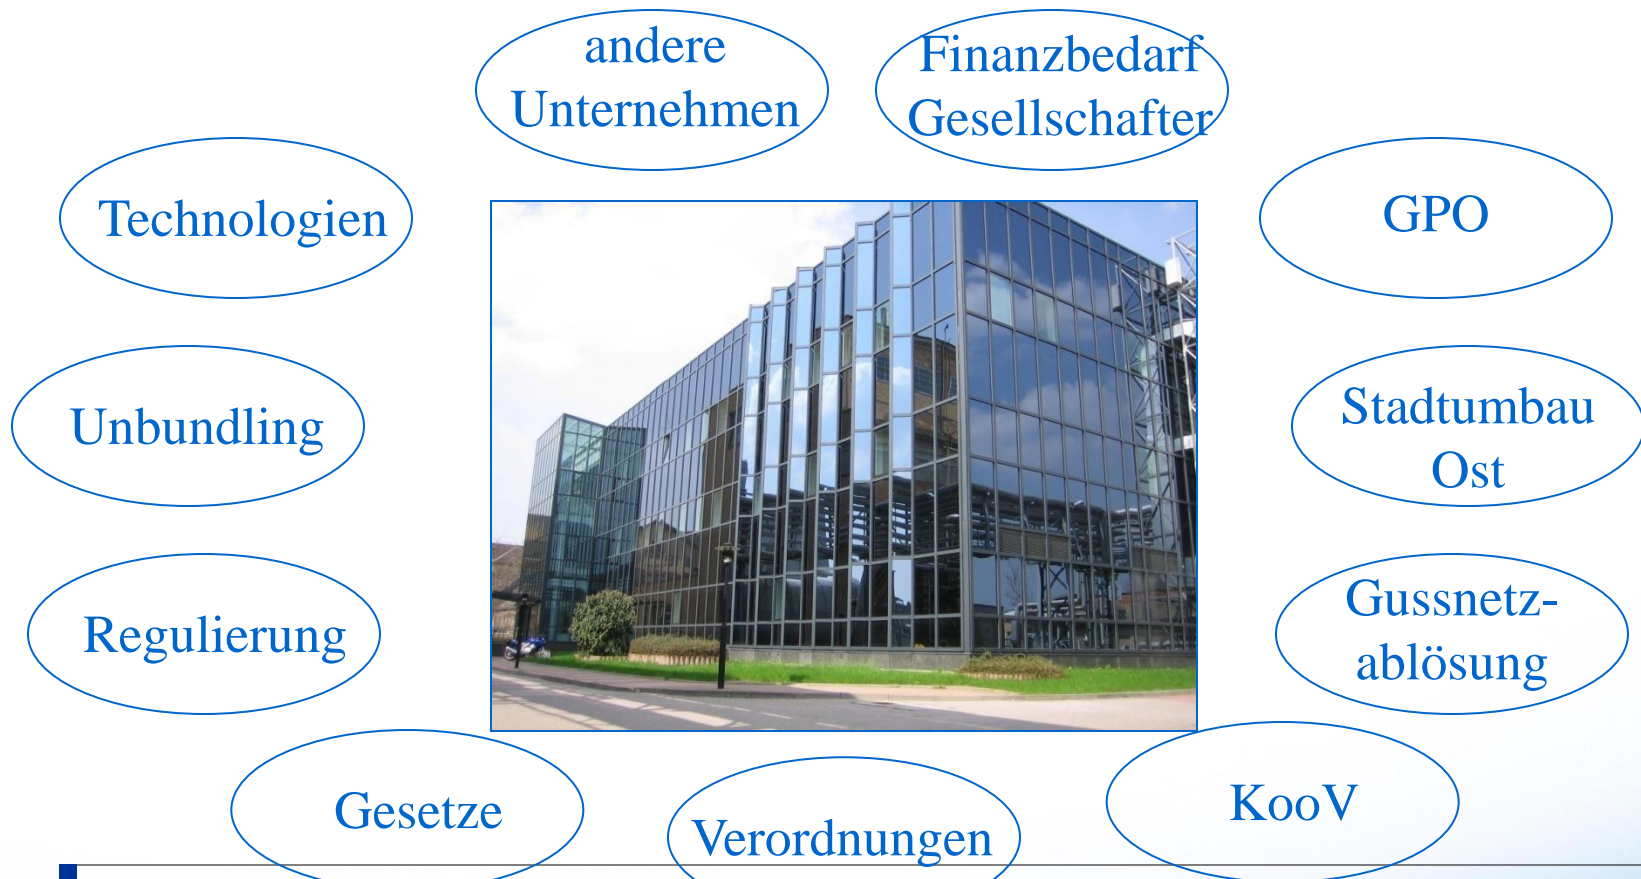 andere
Unternehmen
Finanzbedarf
Gesellschafter
Technologien
GPO
Unbundling
Stadtumbau
Ost
Regulierung
Gussnetz-
ablösung
Gesetze
Verordnungen
KooV